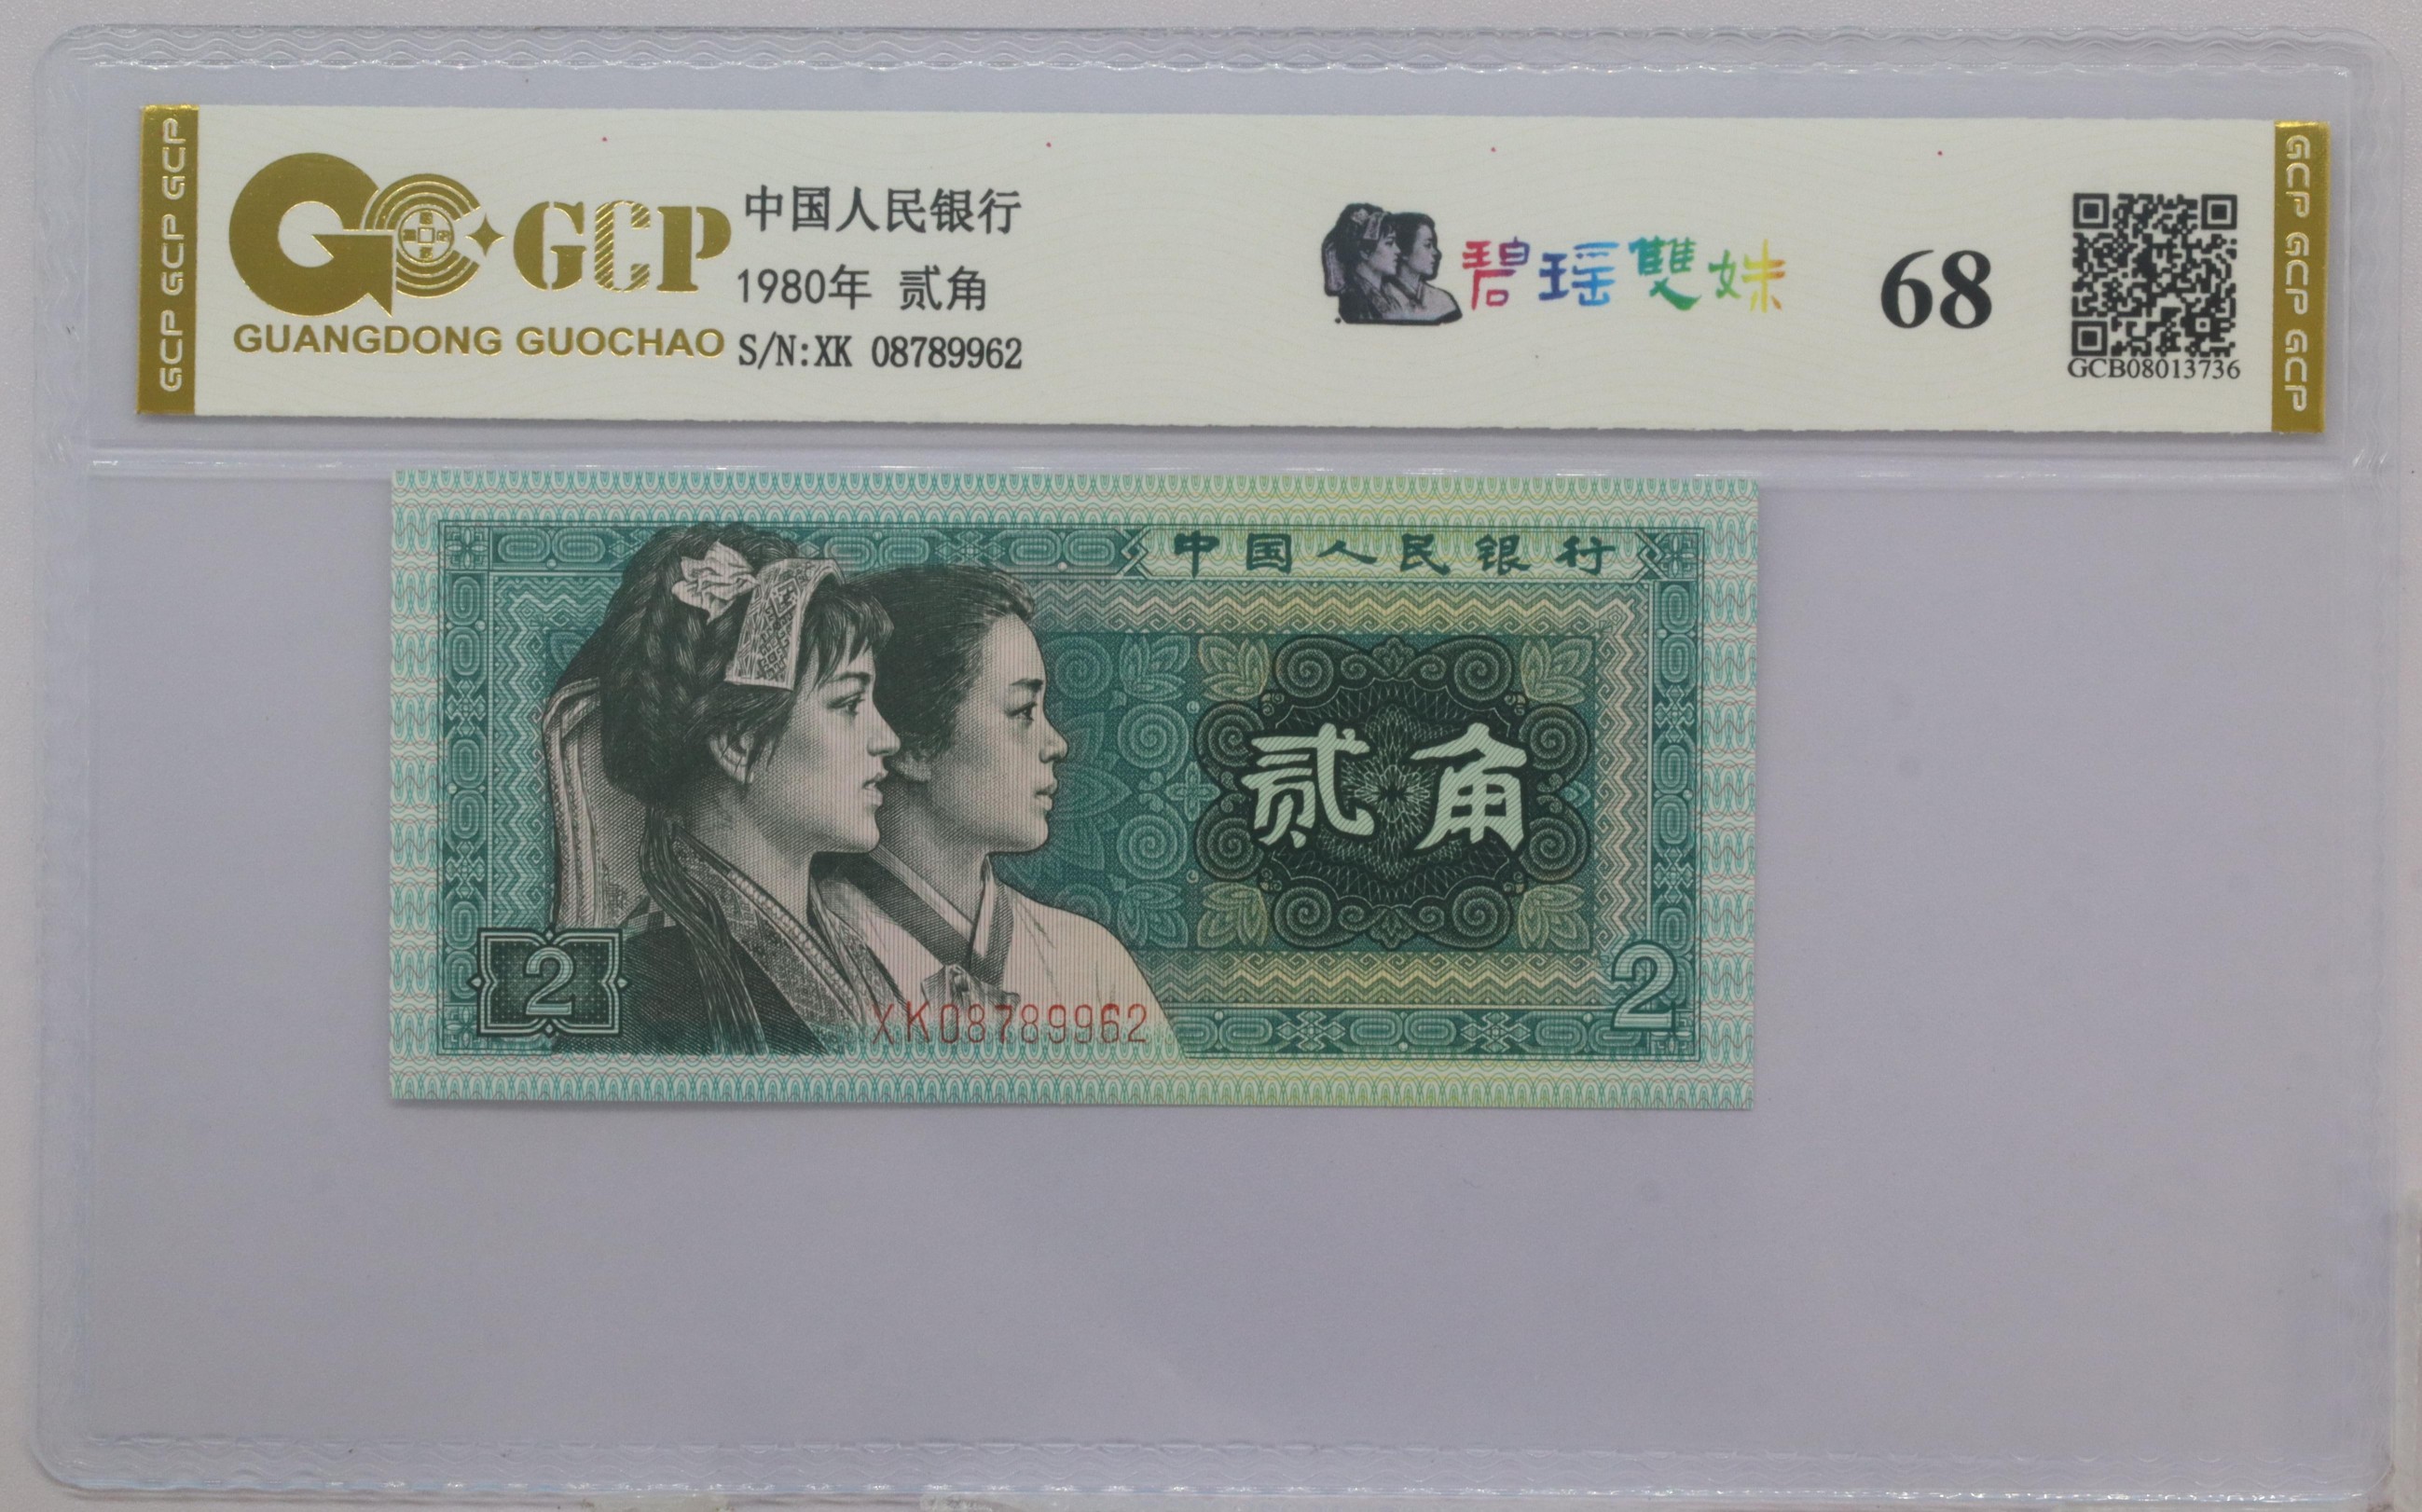 GCP GCP GCP
GCP
GUANGDONG GUOCHAO
中国人民银行
1980年 贰角
S/N:XK 08789962
碧瑶雙姝
68
GCB08013736
GCP GCP GCP
中国人民银行
贰角
2
XK08789962
2